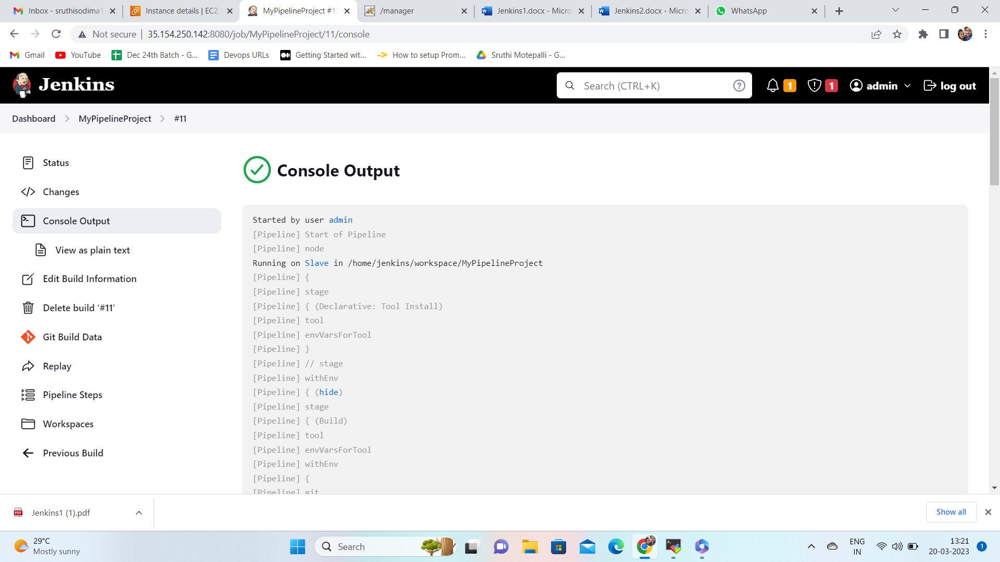 Inbox - sruthisodima1
Instance details | EC2
MyPipelineProject #11
/manager
Jenkins1.docx - Micro
Jenkins2.docx - Micro
WhatsApp
Not secure
35.154.250.142:8080/job/MyPipelineProject/11/console
Gmail
YouTube
Dec 24th Batch - G...
Devops URLs
Getting Started wit...
How to setup Prom...
Sruthi Motepalli - G...
Jenkins
Search (CTRL+K)
?
1
1
admin
log out
Dashboard
MyPipelineProject
#11
Status
Changes
Console Output
View as plain text
Edit Build Information
Delete build ‘#11’
Git Build Data
Replay
Pipeline Steps
Workspaces
Previous Build
Console Output
Started by user admin
[Pipeline] Start of Pipeline
[Pipeline] node
Running on Slave in /home/jenkins/workspace/MyPipelineProject
[Pipeline] {
[Pipeline] stage
[Pipeline] { (Declarative: Tool Install)
[Pipeline] tool
[Pipeline] envVarsForTool
[Pipeline] }
[Pipeline] // stage
[Pipeline] withEnv
[Pipeline] { (hide)
[Pipeline] stage
[Pipeline] { (Build)
[Pipeline] tool
[Pipeline] envVarsForTool
[Pipeline] withEnv
[Pipeline] {
[Pipeline] git
PDF
Jenkins1 (1).pdf
Show all
29°C
Mostly sunny
Search
ENG
IN
13:21
20-03-2023
1